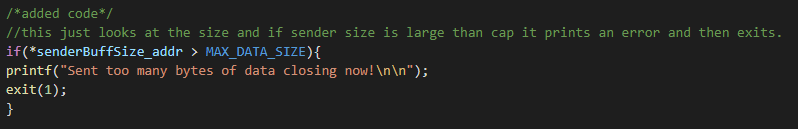 /*added code*/
//this just looks at the size and if sender size is large than cap it prints an error and then exits.
if(*senderBuffSize_addr > MAX_DATA_SIZE){
printf("Sent too many bytes of data closing now!\n\n");
exit(1);
}